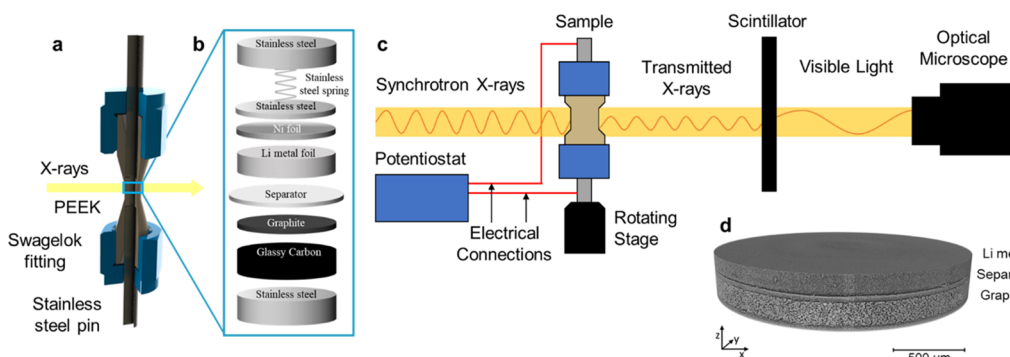 a
X-rays
PEEK
Swagelok
fitting
Stainless
steel pin
b
Stainless steel
Stainless
steel spring
Stainless steel
Ni foil
Li metal foil
Separator
Graphite
Glassy Carbon
Stainless steel
c
Sample
Scintillator
Optical
Microscope
Synchrotron X-rays
Transmitted
X-rays
Visible Light
Potentiostat
Electrical
Connections
Rotating
Stage
d
Li me
Separ
Grap
z
y
x